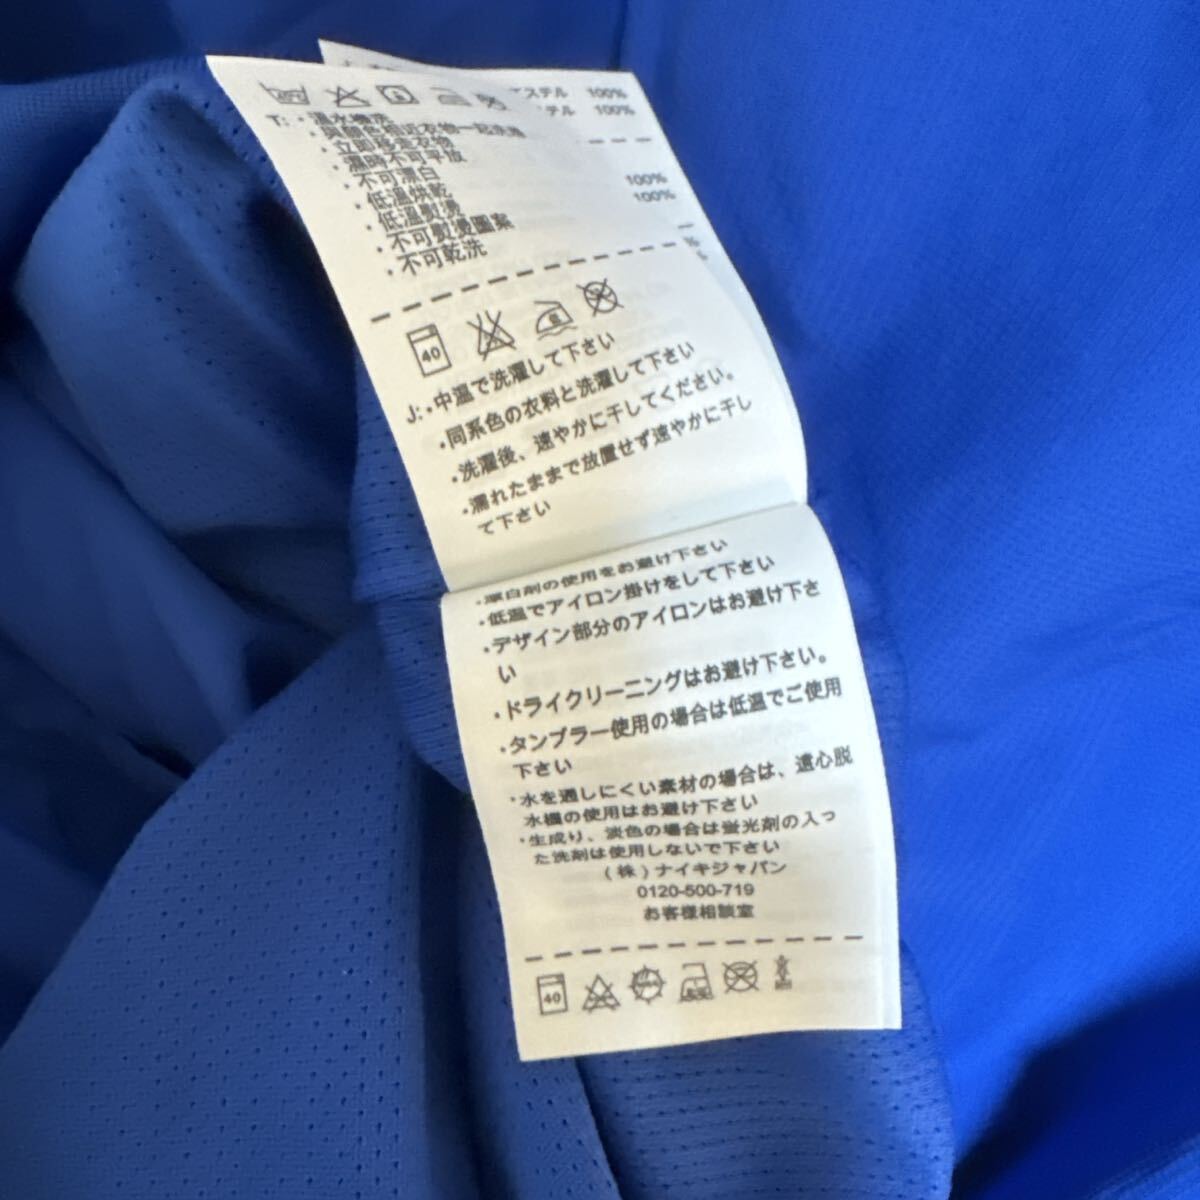 エステル 100%
テル 100%
100%
100%
%
%
T: ・溫水機洗
・與顏色相近衣物一起洗滌
・立即移走衣物
・濕時不可平放
・不可漂白
・低溫烘乾
・低溫熨燙
・不可熨燙圖案
・不可乾洗
40
J:・中温で洗濯して下さい
・同系色の衣料と洗濯して下さい
・洗濯後、速やかに干してください。
・濡れたままで放置せず速やかに干し
て下さい
・漂白剤の使用をお避け下さい
・低温でアイロン掛けをして下さい
・デザイン部分のアイロンはお避け下さ
い
・ドライクリーニングはお避け下さい。
・タンブラー使用の場合は低温でご使用
下さい
・水を通しにくい素材の場合は、遠心脱
水機の使用はお避け下さい
・生成り、淡色の場合は蛍光剤の入っ
た洗剤は使用しないで下さい
(株)ナイキジャパン
0120-500-719
お客様相談室
40